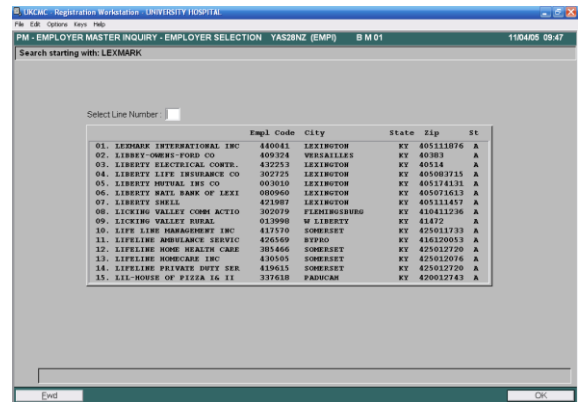 UKCMC - Registration Workstation - UNIVERSITY HOSPITAL
File Edit Options Keys Help
PM - EMPLOYER MASTER INQUIRY - EMPLOYER SELECTION YAS28NZ (EMPI) B M 01 11/04/05 09:47
Search starting with: LEXMARK
Select Line Number :
Empl Code City State Zip St
01. LEXMARK INTERNATIONAL INC 440041 LEXINGTON KY 405111876 A
02. LIBBEY-OWENS-FORD CO 409324 VERSAILLES KY 40383 A
03. LIBERTY ELECTRICAL CONTR. 432253 LEXINGTON KY 40514 A
04. LIBERTY LIFE INSURANCE CO 302725 LEXINGTON KY 405083715 A
05. LIBERTY MUTUAL INS CO 003010 LEXINGTON KY 405174131 A
06. LIBERTY NATL BANK OF LEXI 080960 LEXINGTON KY 405071613 A
07. LIBERTY SHELL 421987 LEXINGTON KY 405111457 A
08. LICKING VALLEY COMM ACTIO 302079 FLEMINGSBURG KY 410411236 A
09. LICKING VALLEY RURAL 013998 W LIBERTY KY 41472 A
10. LIFE LINE MANAGEMENT INC 417570 SOMERSET KY 425011733 A
11. LIFELINE AMBULANCE SERVIC 426569 BYPRO KY 416120053 A
12. LIFELINE HOME HEALTH CARE 385466 SOMERSET KY 425012720 A
13. LIFELINE HOMECARE INC 430505 SOMERSET KY 425012076 A
14. LIFELINE PRIVATE DUTY SER 419615 SOMERSET KY 425012720 A
15. LIL-HOUSE OF PIZZA I6 II 337618 PADUCAH KY 420012743 A
Fwd OK